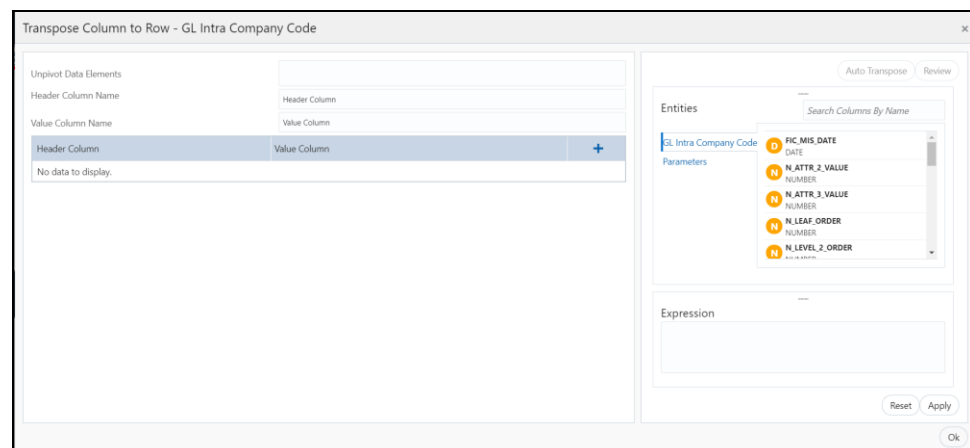 Transpose Column to Row - GL Intra Company Code
×
Unpivot Data Elements
Header Column Name
Header Column
Value Column Name
Value Column
Header Column Value Column +
No data to display.
Auto Transpose Review
Entities
Search Columns By Name
GL Intra Company Code
Parameters
D FIC_MIS_DATE
DATE
N N_ATTR_2_VALUE
NUMBER
N N_ATTR_3_VALUE
NUMBER
N N_LEAF_ORDER
NUMBER
N N_LEVEL_2_ORDER
NUMBER
Expression
Reset Apply
Ok